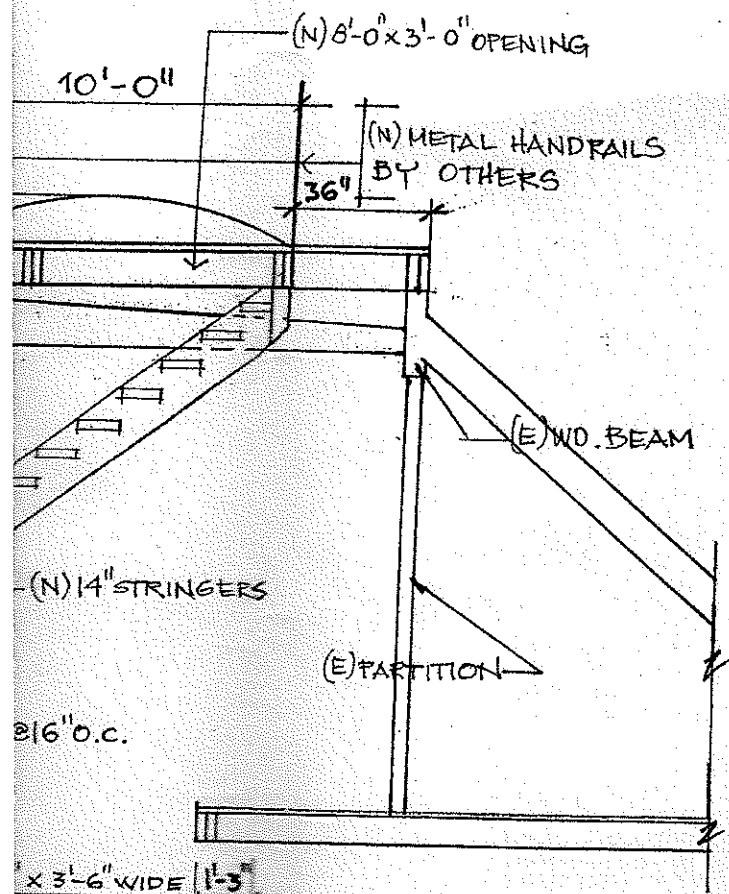 (N) 8'-0" x 3'-0" OPENING
10'-0"
(N) METAL HANDRAILS
BY OTHERS
36"
(E) WD. BEAM
(N) 14" STRINGERS
(E) PARTITION
@16" O.C.
' x 3'-6" WIDE 1'-3"